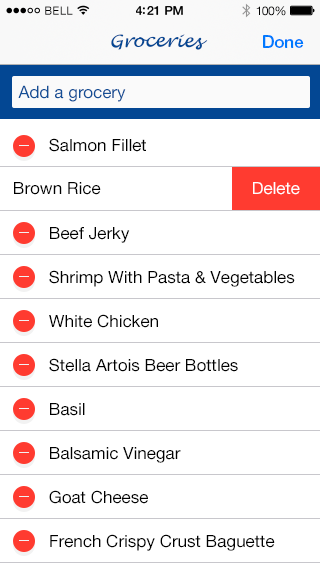 BELL 4:21 PM 100%
Groceries Done
Add a grocery
Salmon Fillet
Brown Rice Delete
Beef Jerky
Shrimp With Pasta & Vegetables
White Chicken
Stella Artois Beer Bottles
Basil
Balsamic Vinegar
Goat Cheese
French Crispy Crust Baguette